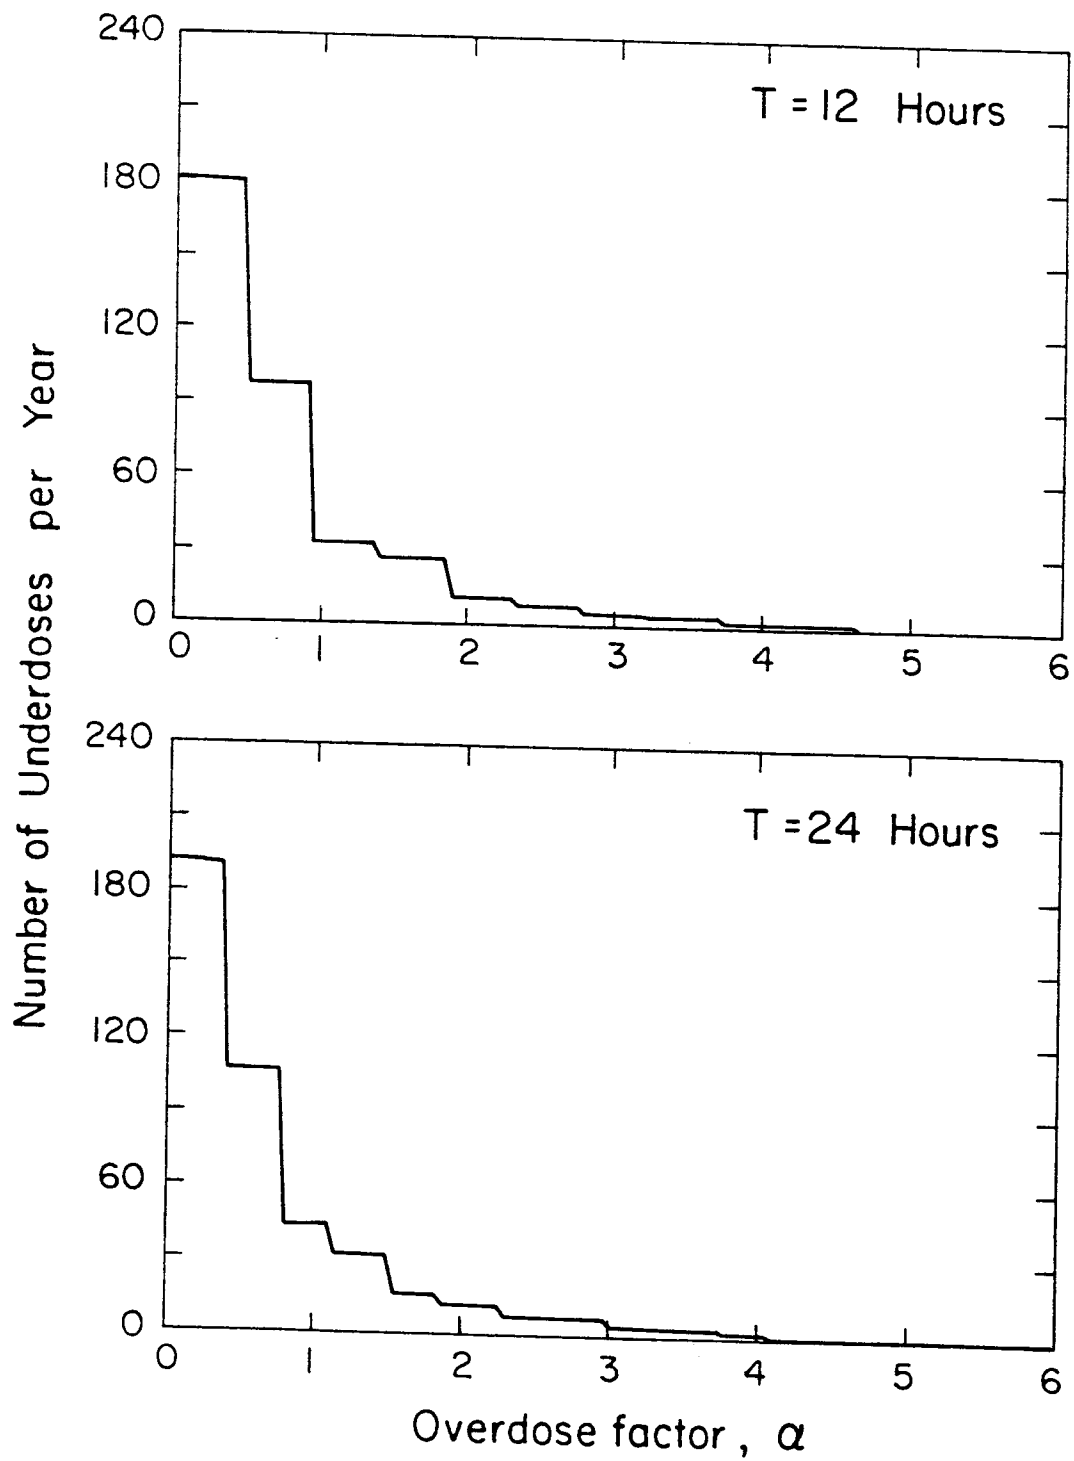 240
T = 12 Hours
180
120
60
0
0 1 2 3 4 5 6
Number of Underdoses per Year
240
T = 24 Hours
180
120
60
0
0 1 2 3 4 5 6
Overdose factor, α